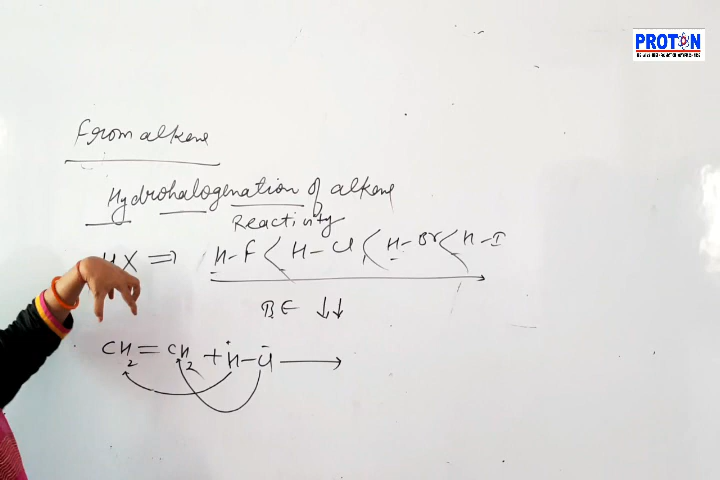 PROTON
From alkene
Hydrohalogenation of alkene
Reactivity
HX ⇒ H-F < H-Cl < H-Br < H-I
BE ↓↓
CH₂=CH₂ + H-Cl ⟶